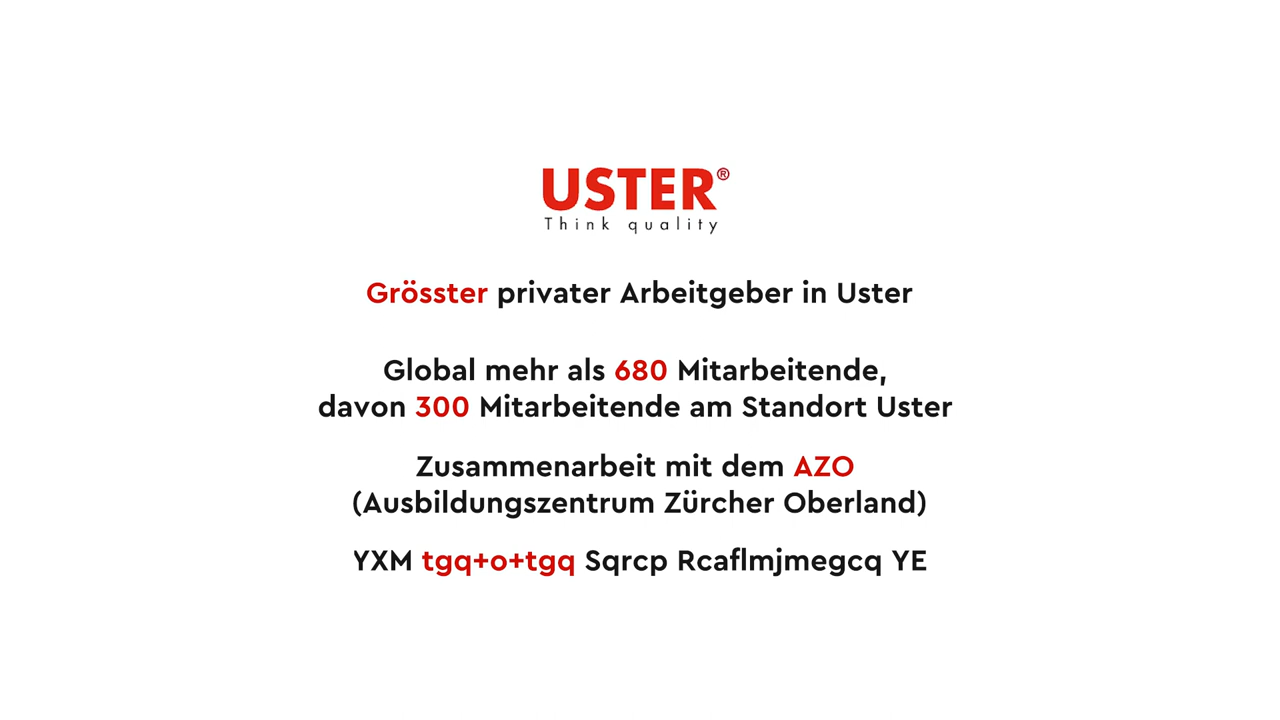 USTER®
Think quality
Grösster privater Arbeitgeber in Uster
Global mehr als 680 Mitarbeitende,
davon 300 Mitarbeitende am Standort Uster
Zusammenarbeit mit dem AZO
(Ausbildungszentrum Zürcher Oberland)
YXM tgq+o+tgq Sqrcp Rcaflmjmegcq YE